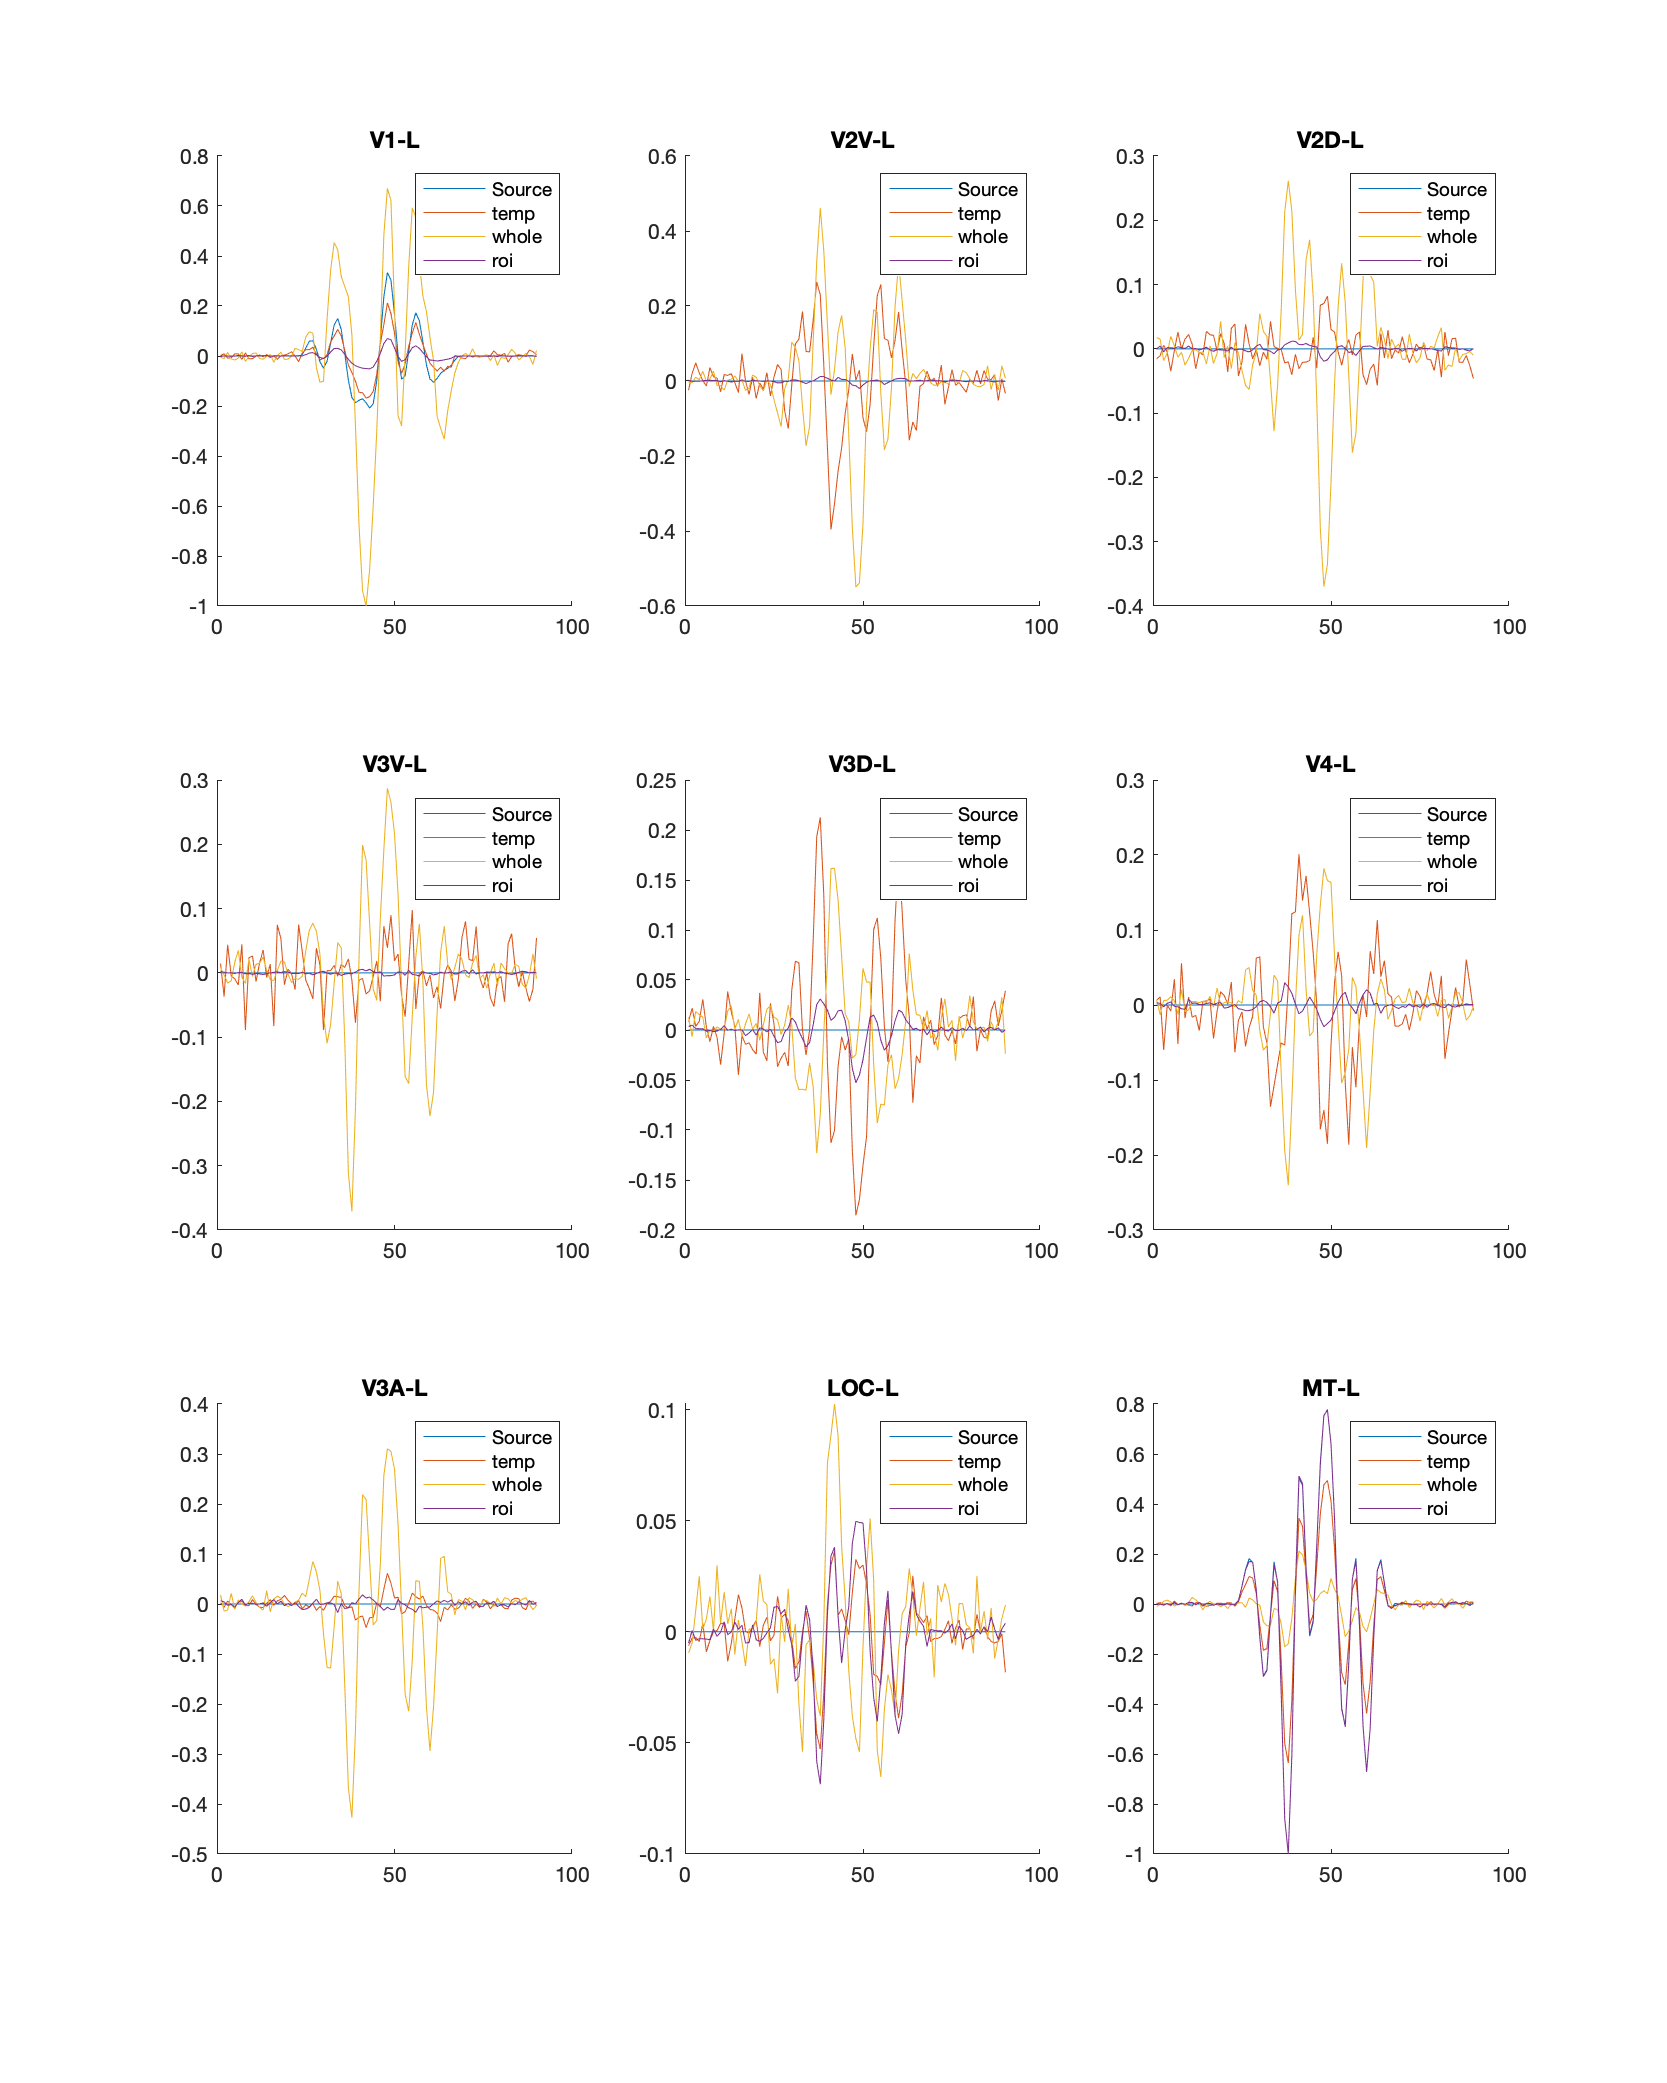 V1-L
0.8
0.6
0.4
0.2
0
-0.2
-0.4
-0.6
-0.8
-1
0
50
100
Source
temp
whole
roi
V2V-L
0.6
0.4
0.2
0
-0.2
-0.4
-0.6
0
50
100
Source
temp
whole
roi
V2D-L
0.3
0.2
0.1
0
-0.1
-0.2
-0.3
-0.4
0
50
100
Source
temp
whole
roi
V3V-L
0.3
0.2
0.1
0
-0.1
-0.2
-0.3
-0.4
0
50
100
Source
temp
whole
roi
V3D-L
0.25
0.2
0.15
0.1
0.05
0
-0.05
-0.1
-0.15
-0.2
0
50
100
Source
temp
whole
roi
V4-L
0.3
0.2
0.1
0
-0.1
-0.2
-0.3
0
50
100
Source
temp
whole
roi
V3A-L
0.4
0.3
0.2
0.1
0
-0.1
-0.2
-0.3
-0.4
-0.5
0
50
100
Source
temp
whole
roi
LOC-L
0.1
0.05
0
-0.05
-0.1
0
50
100
Source
temp
whole
roi
MT-L
0.8
0.6
0.4
0.2
0
-0.2
-0.4
-0.6
-0.8
-1
0
50
100
Source
temp
whole
roi